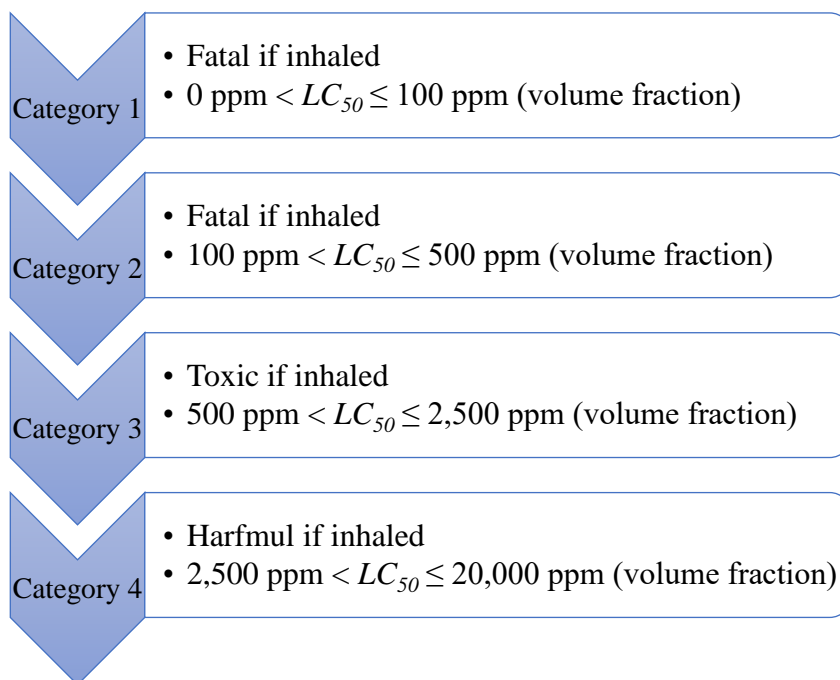 Category 1
• Fatal if inhaled
• 0 ppm < LC50 ≤ 100 ppm (volume fraction)
Category 2
• Fatal if inhaled
• 100 ppm < LC50 ≤ 500 ppm (volume fraction)
Category 3
• Toxic if inhaled
• 500 ppm < LC50 ≤ 2,500 ppm (volume fraction)
Category 4
• Harfmul if inhaled
• 2,500 ppm < LC50 ≤ 20,000 ppm (volume fraction)